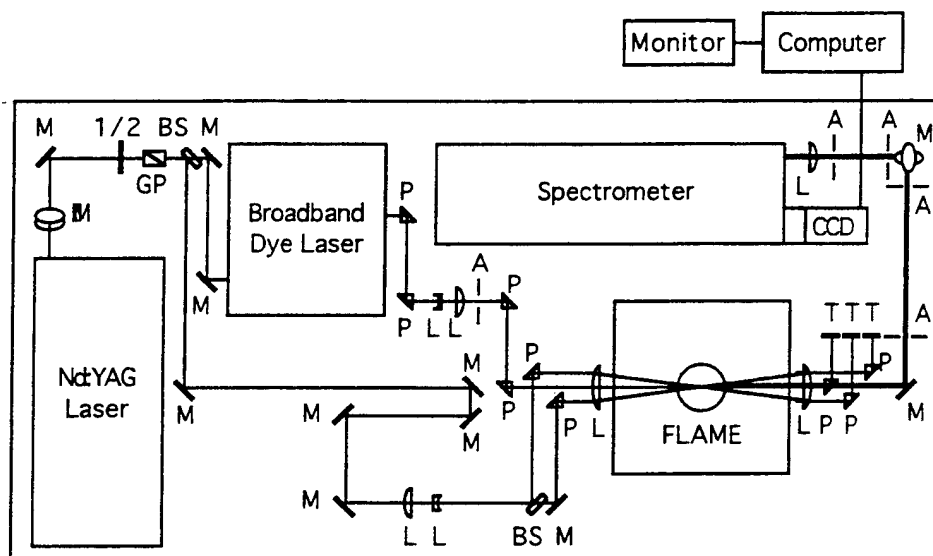 Monitor
Computer
M
1/2
BS
M
GP
M
Broadband
Dye Laser
M
P
P
L
L
A
P
Spectrometer
CCD
L
A
A
M
A
Nd:YAG
Laser
M
M
M
M
P
P
P
L
FLAME
L
P
P
P
T
T
T
A
M
M
L
L
BS
M